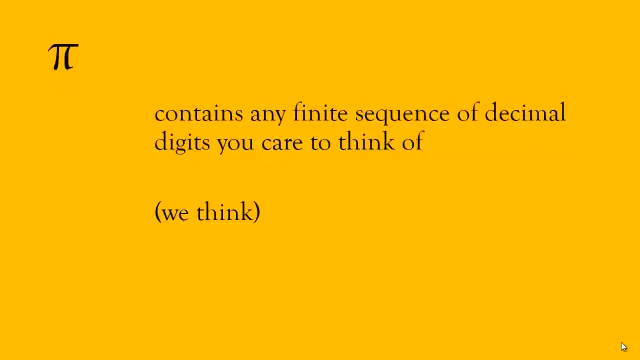 π
contains any finite sequence of decimal
digits you care to think of
(we think)